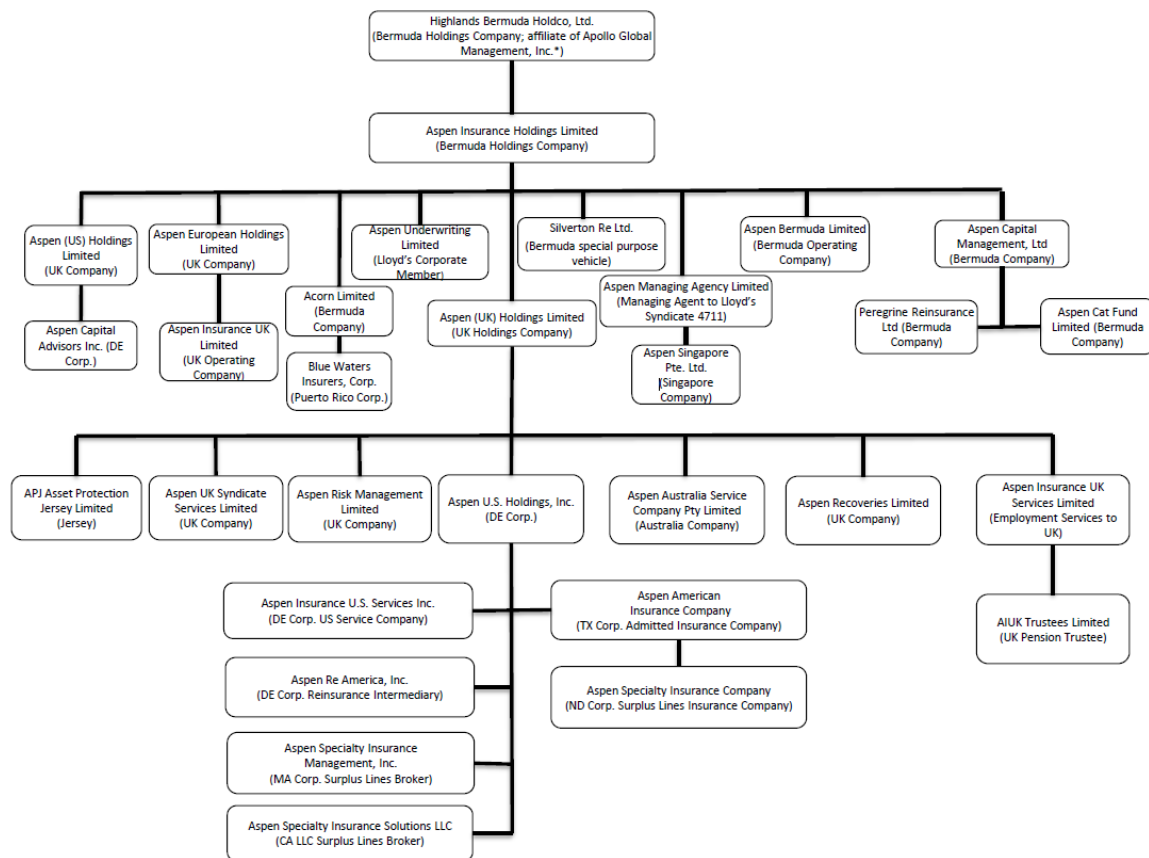 Highlands Bermuda Holdco, Ltd.
(Bermuda Holdings Company; affiliate of Apollo Global
Management, Inc.*)
Aspen Insurance Holdings Limited
(Bermuda Holdings Company)
Aspen (US) Holdings
Limited
(UK Company)
Aspen European Holdings
Limited
(UK Company)
Acorn Limited
(Bermuda
Company)
Aspen Underwriting
Limited
(Lloyd's Corporate
Member)
Aspen (UK) Holdings Limited
(UK Holdings Company)
Silverton Re Ltd.
(Bermuda special purpose
vehicle)
Aspen Managing Agency Limited
(Managing Agent to Lloyd's
Syndicate 4711)
Aspen Bermuda Limited
(Bermuda Operating
Company)
Aspen Capital
Management, Ltd
(Bermuda Company)
Aspen Capital
Advisors Inc. (DE
Corp.)
Aspen Insurance UK
Limited
(UK Operating
Company)
Blue Waters
Insurers, Corp.
(Puerto Rico Corp.)
Aspen Singapore
Pte. Ltd.
(Singapore
Company)
Peregrine Reinsurance
Ltd (Bermuda
Company)
Aspen Cat Fund
Limited (Bermuda
Company)
APJ Asset Protection
Jersey Limited
(Jersey)
Aspen UK Syndicate
Services Limited
(UK Company)
Aspen Risk Management
Limited
(UK Company)
Aspen U.S. Holdings, Inc.
(DE Corp.)
Aspen Australia Service
Company Pty Limited
(Australia Company)
Aspen Recoveries Limited
(UK Company)
Aspen Insurance UK
Services Limited
(Employment Services to
UK)
Aspen Insurance U.S. Services Inc.
(DE Corp. US Service Company)
Aspen American
Insurance Company
(TX Corp. Admitted Insurance Company)
AIUK Trustees Limited
(UK Pension Trustee)
Aspen Re America, Inc.
(DE Corp. Reinsurance Intermediary)
Aspen Specialty Insurance Company
(ND Corp. Surplus Lines Insurance Company)
Aspen Specialty Insurance
Management, Inc.
(MA Corp. Surplus Lines Broker)
Aspen Specialty Insurance Solutions LLC
(CA LLC Surplus Lines Broker)